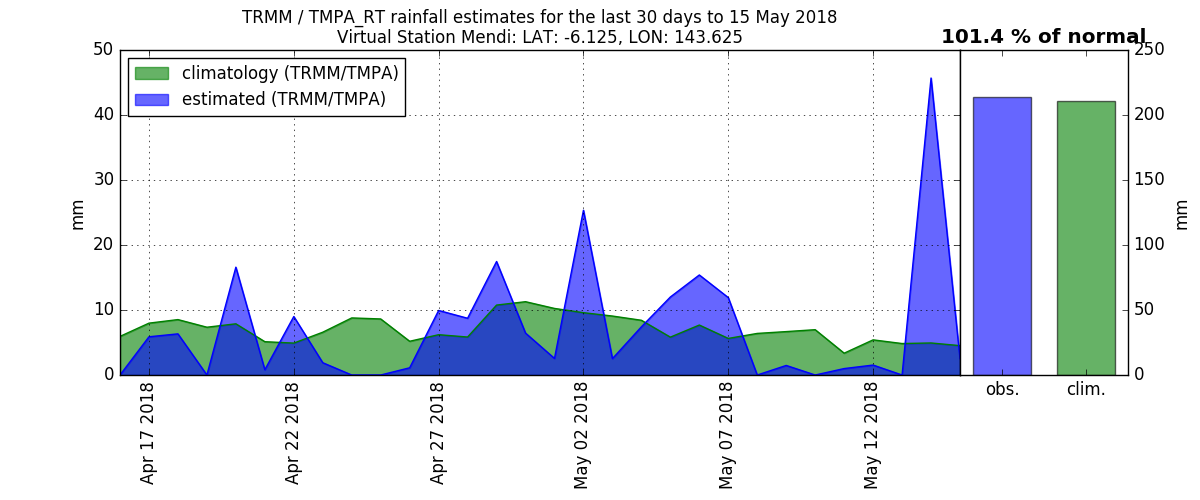 TRMM / TMPA_RT rainfall estimates for the last 30 days to 15 May 2018
Virtual Station Mendi: LAT: -6.125, LON: 143.625
101.4 % of normal
climatology (TRMM/TMPA)
estimated (TRMM/TMPA)
50
40
30
20
10
0
mm
250
200
150
100
50
0
mm
Apr 17 2018
Apr 22 2018
Apr 27 2018
May 02 2018
May 07 2018
May 12 2018
obs.
clim.